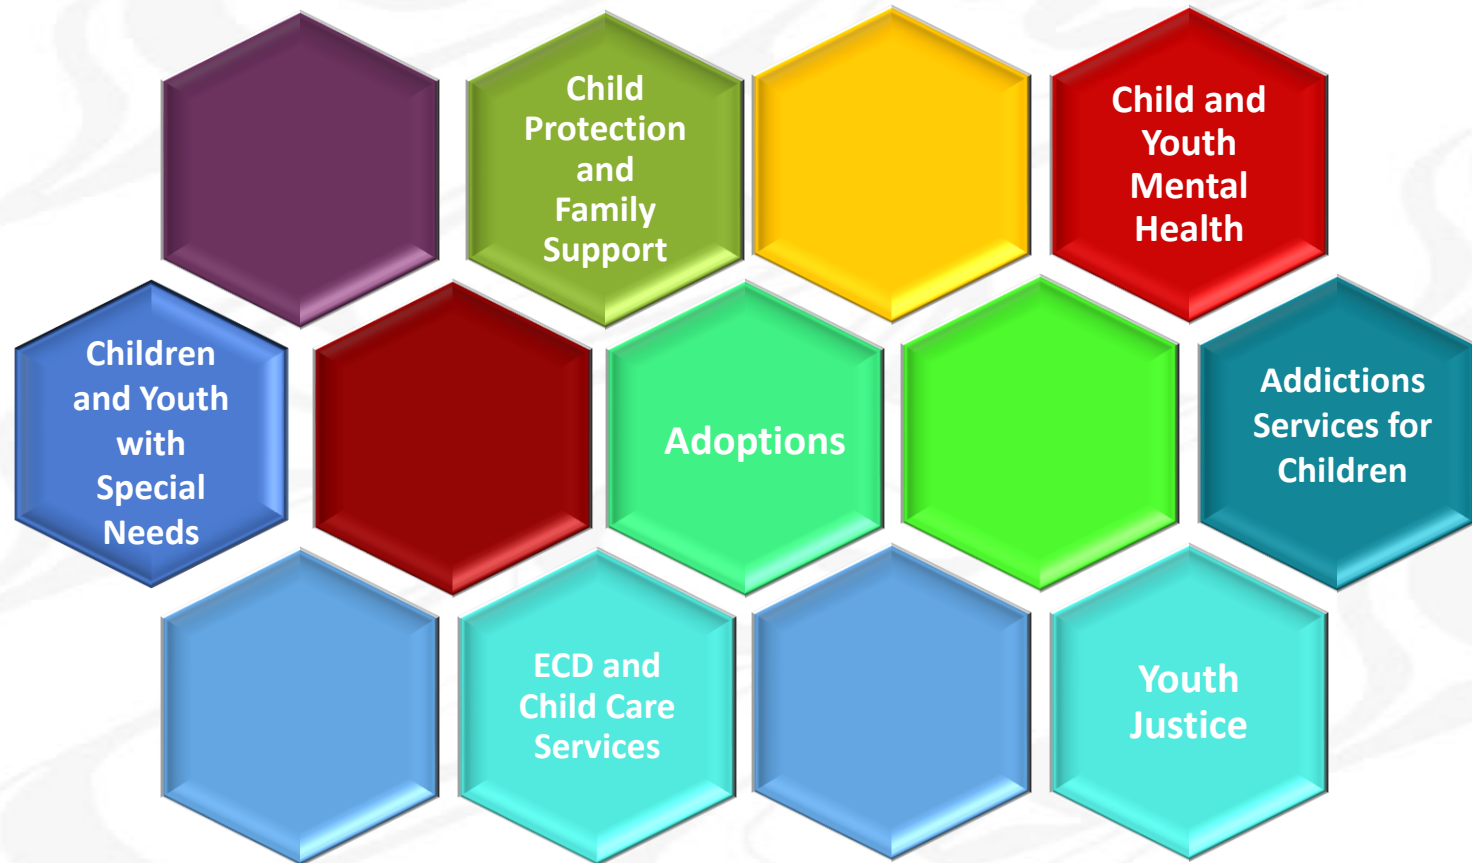 Child
Protection
and
Family
Support
Child and
Youth
Mental
Health
Children
and Youth
with
Special
Needs
Adoptions
Addictions
Services for
Children
ECD and
Child Care
Services
Youth
Justice